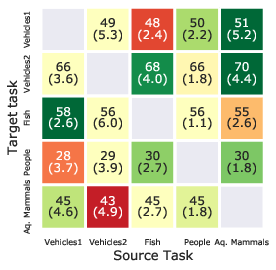 Vehicles1
49 48 50 51
(5.3) (2.4) (2.2) (5.2)
Vehicles2
66 68 66 70
(3.6) (4.0) (1.8) (4.4)
Target task
Fish
58 56 56 55
(2.6) (6.0) (1.1) (2.6)
People
28 29 30 30
(3.7) (3.9) (2.7) (1.8)
Aq. Mammals
45 43 45 45
(4.6) (4.9) (2.7) (1.8)
Vehicles1 Vehicles2 Fish People Aq. Mammals
Source Task